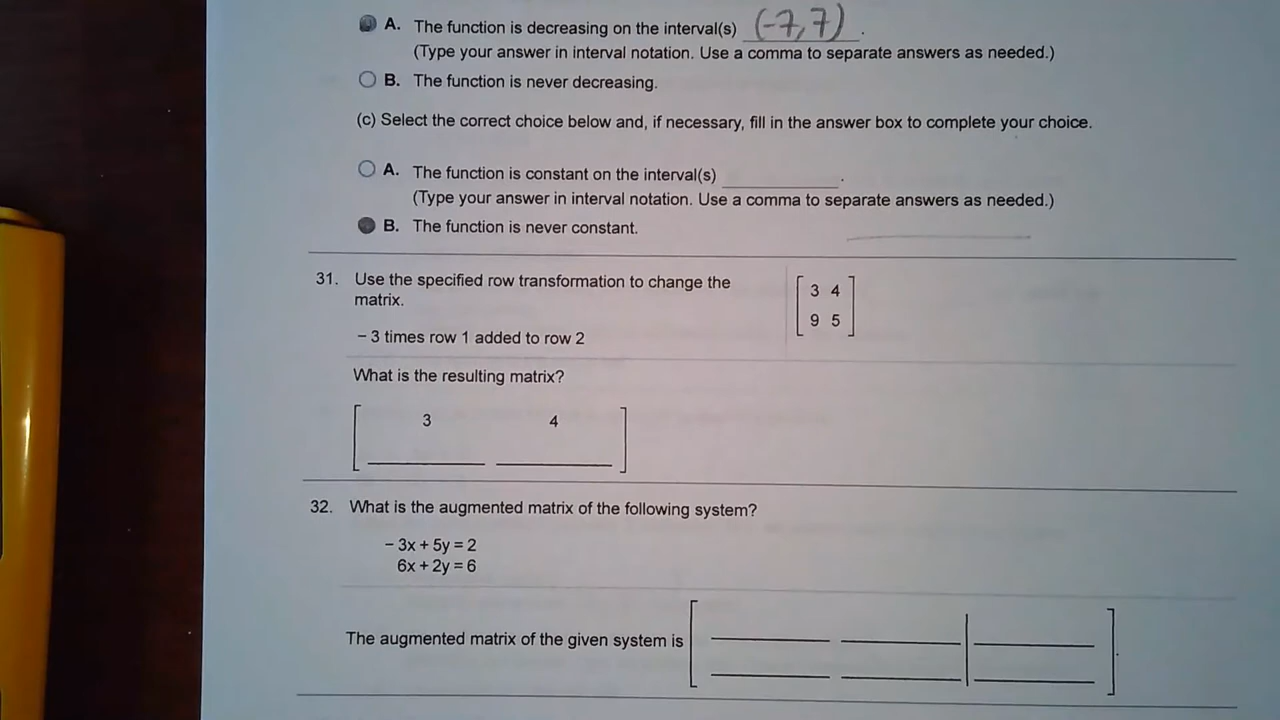 A. The function is decreasing on the interval(s) (-7,7).
(Type your answer in interval notation. Use a comma to separate answers as needed.)
B. The function is never decreasing.
(c) Select the correct choice below and, if necessary, fill in the answer box to complete your choice.
A. The function is constant on the interval(s) ________.
(Type your answer in interval notation. Use a comma to separate answers as needed.)
B. The function is never constant.
31. Use the specified row transformation to change the
matrix.
- 3 times row 1 added to row 2
3 4
9 5
What is the resulting matrix?
3 4
32. What is the augmented matrix of the following system?
- 3x + 5y = 2
6x + 2y = 6
The augmented matrix of the given system is